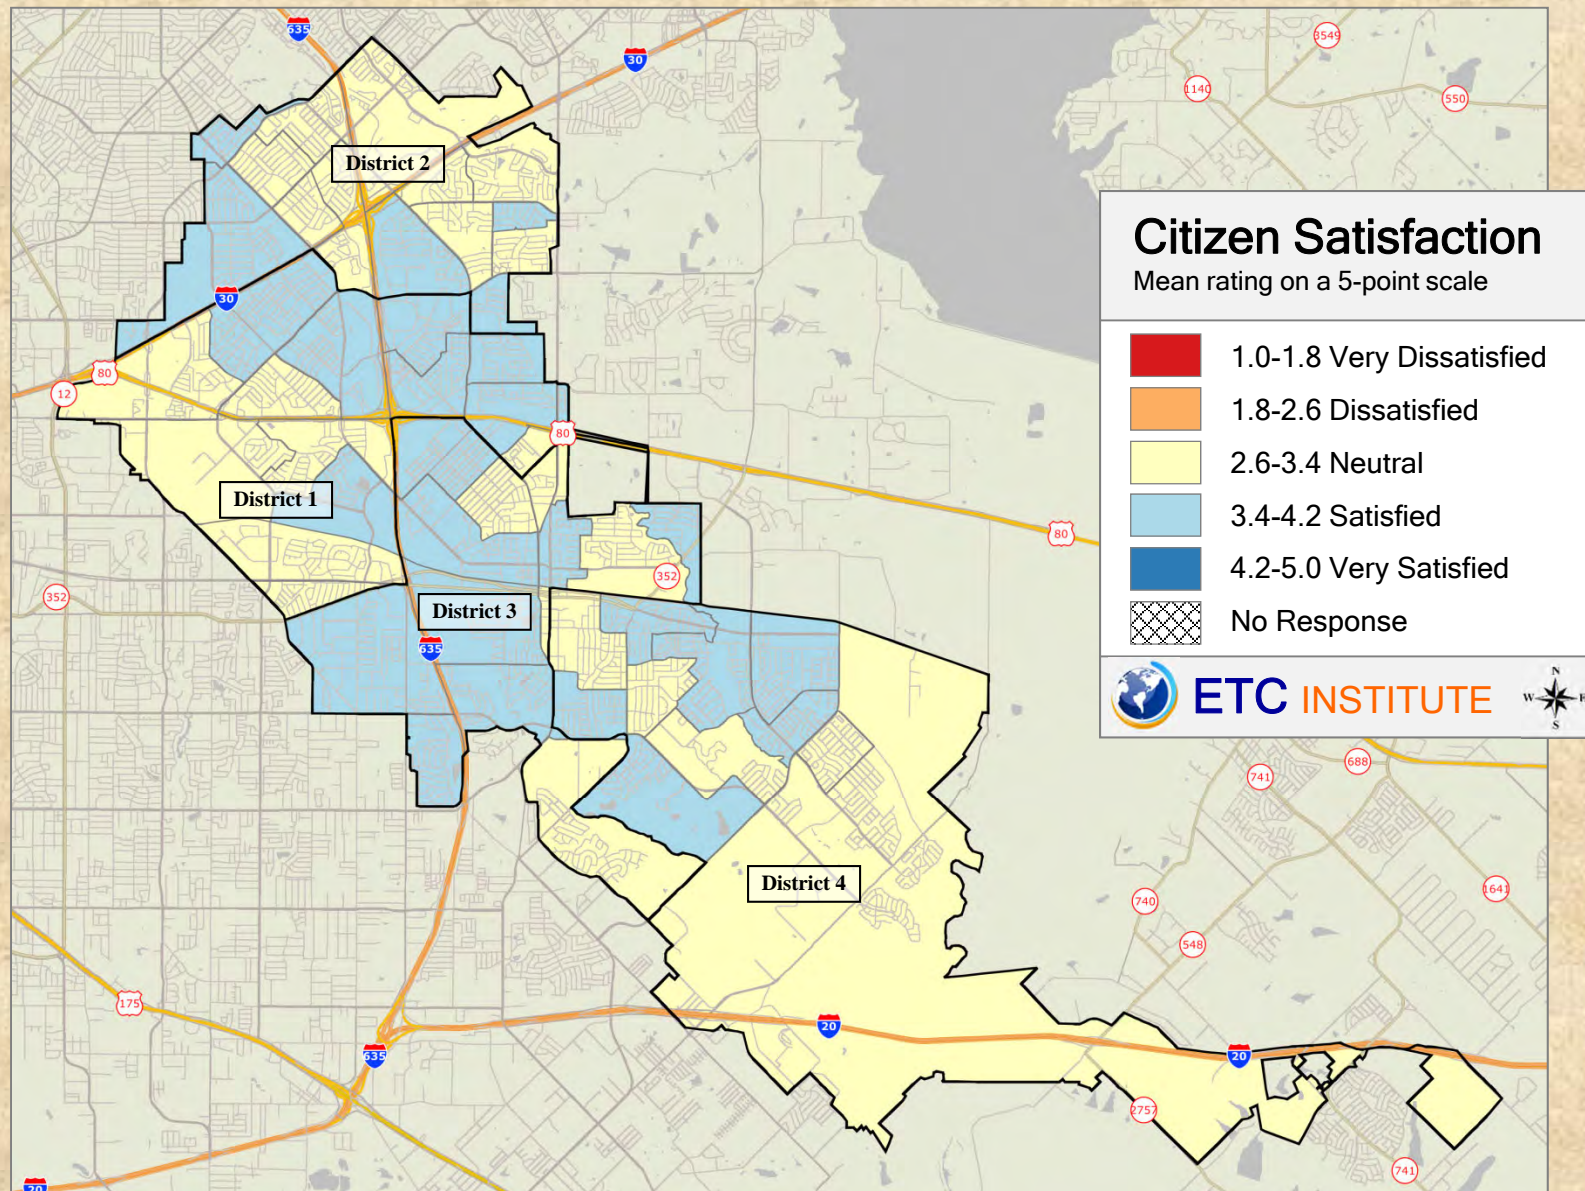 635
30
3549
1140
550
District 2
Citizen Satisfaction
Mean rating on a 5-point scale
30
80
12
1.0-1.8 Very Dissatisfied
1.8-2.6 Dissatisfied
80
2.6-3.4 Neutral
District 1
3.4-4.2 Satisfied
80
4.2-5.0 Very Satisfied
352
352
District 3
No Response
635
N
ETC INSTITUTE
W
E
S
688
741
District 4
1641
740
548
175
20
635
20
2757
741
20